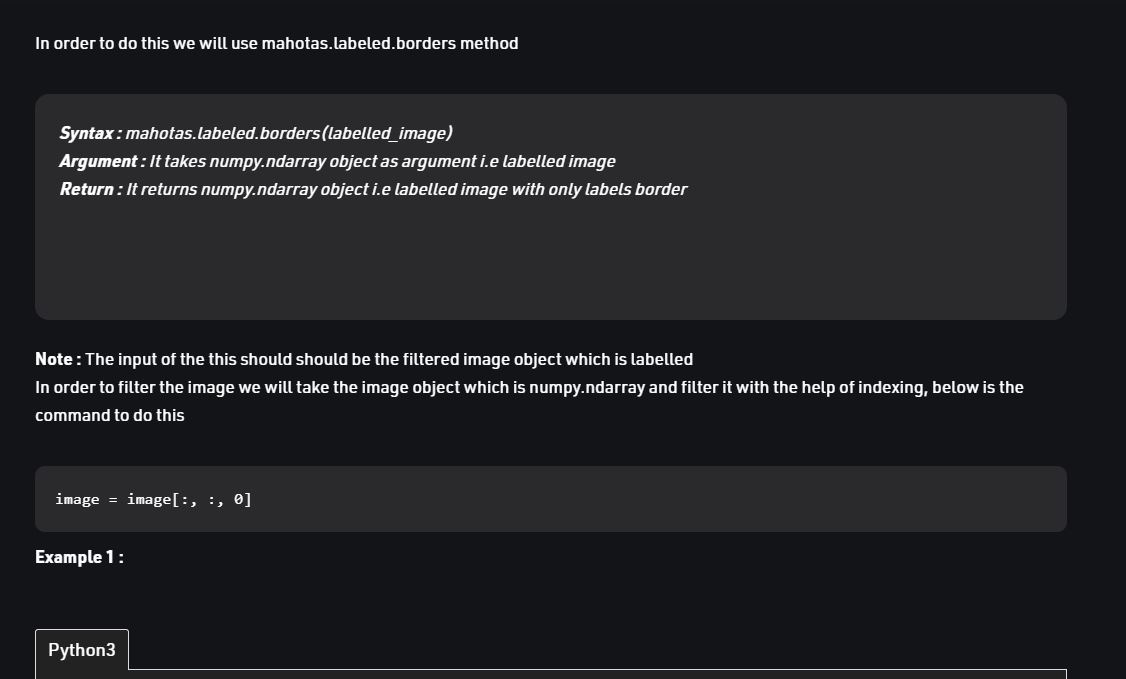 In order to do this we will use mahotas.labeled.borders method
Syntax : mahotas.labeled.borders(labelled_image)
Argument : It takes numpy.ndarray object as argument i.e labelled image
Return : It returns numpy.ndarray object i.e labelled image with only labels border
Note : The input of the this should should be the filtered image object which is labelled
In order to filter the image we will take the image object which is numpy.ndarray and filter it with the help of indexing, below is the
command to do this
image = image[:, :, 0]
Example 1 :
Python3